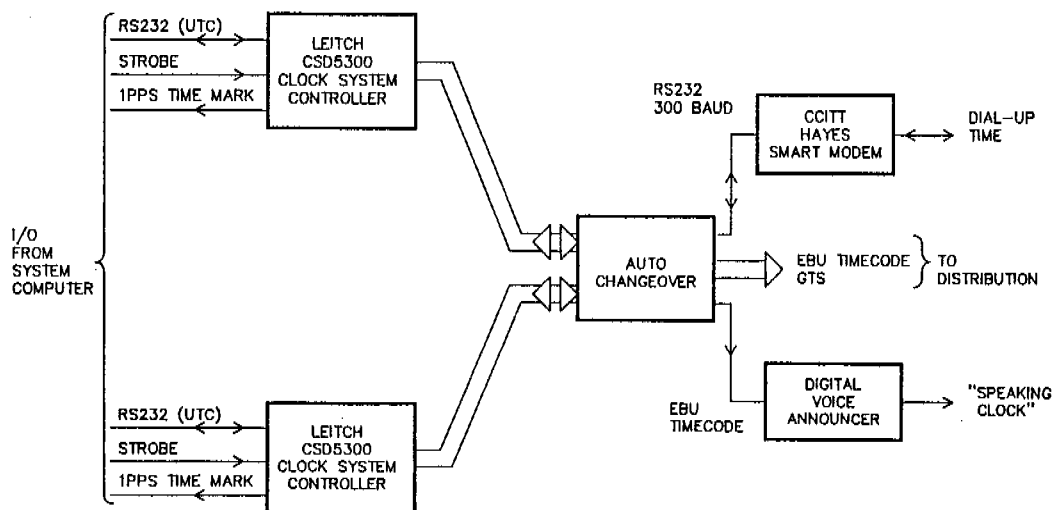 RS232 (UTC)
STROBE
1PPS TIME MARK
LEITCH
CSD5300
CLOCK SYSTEM
CONTROLLER
I/O
FROM
SYSTEM
COMPUTER
RS232 (UTC)
STROBE
1PPS TIME MARK
LEITCH
CSD5300
CLOCK SYSTEM
CONTROLLER
AUTO
CHANGEOVER
RS232
300 BAUD
CCITT
HAYES
SMART MODEM
DIAL-UP
TIME
EBU TIMECODE
GTS
TO
DISTRIBUTION
EBU
TIMECODE
DIGITAL
VOICE
ANNOUNCER
"SPEAKING
CLOCK"